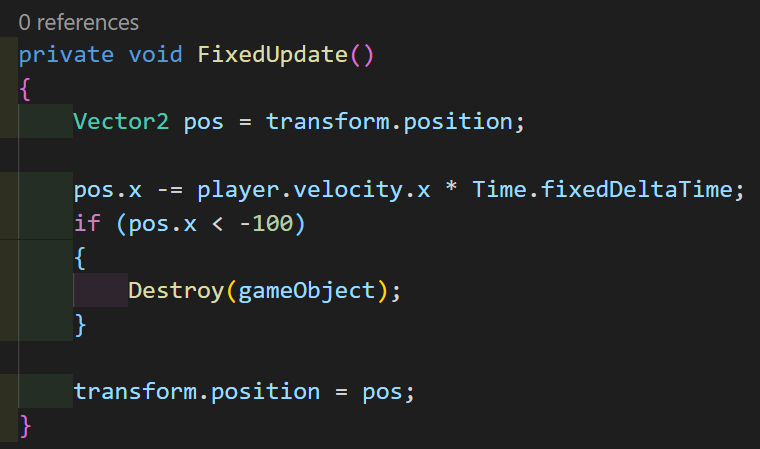 0 references
private void FixedUpdate()
{
    Vector2 pos = transform.position;

    pos.x -= player.velocity.x * Time.fixedDeltaTime;
    if (pos.x < -100)
    {
        Destroy(gameObject);
    }

    transform.position = pos;
}